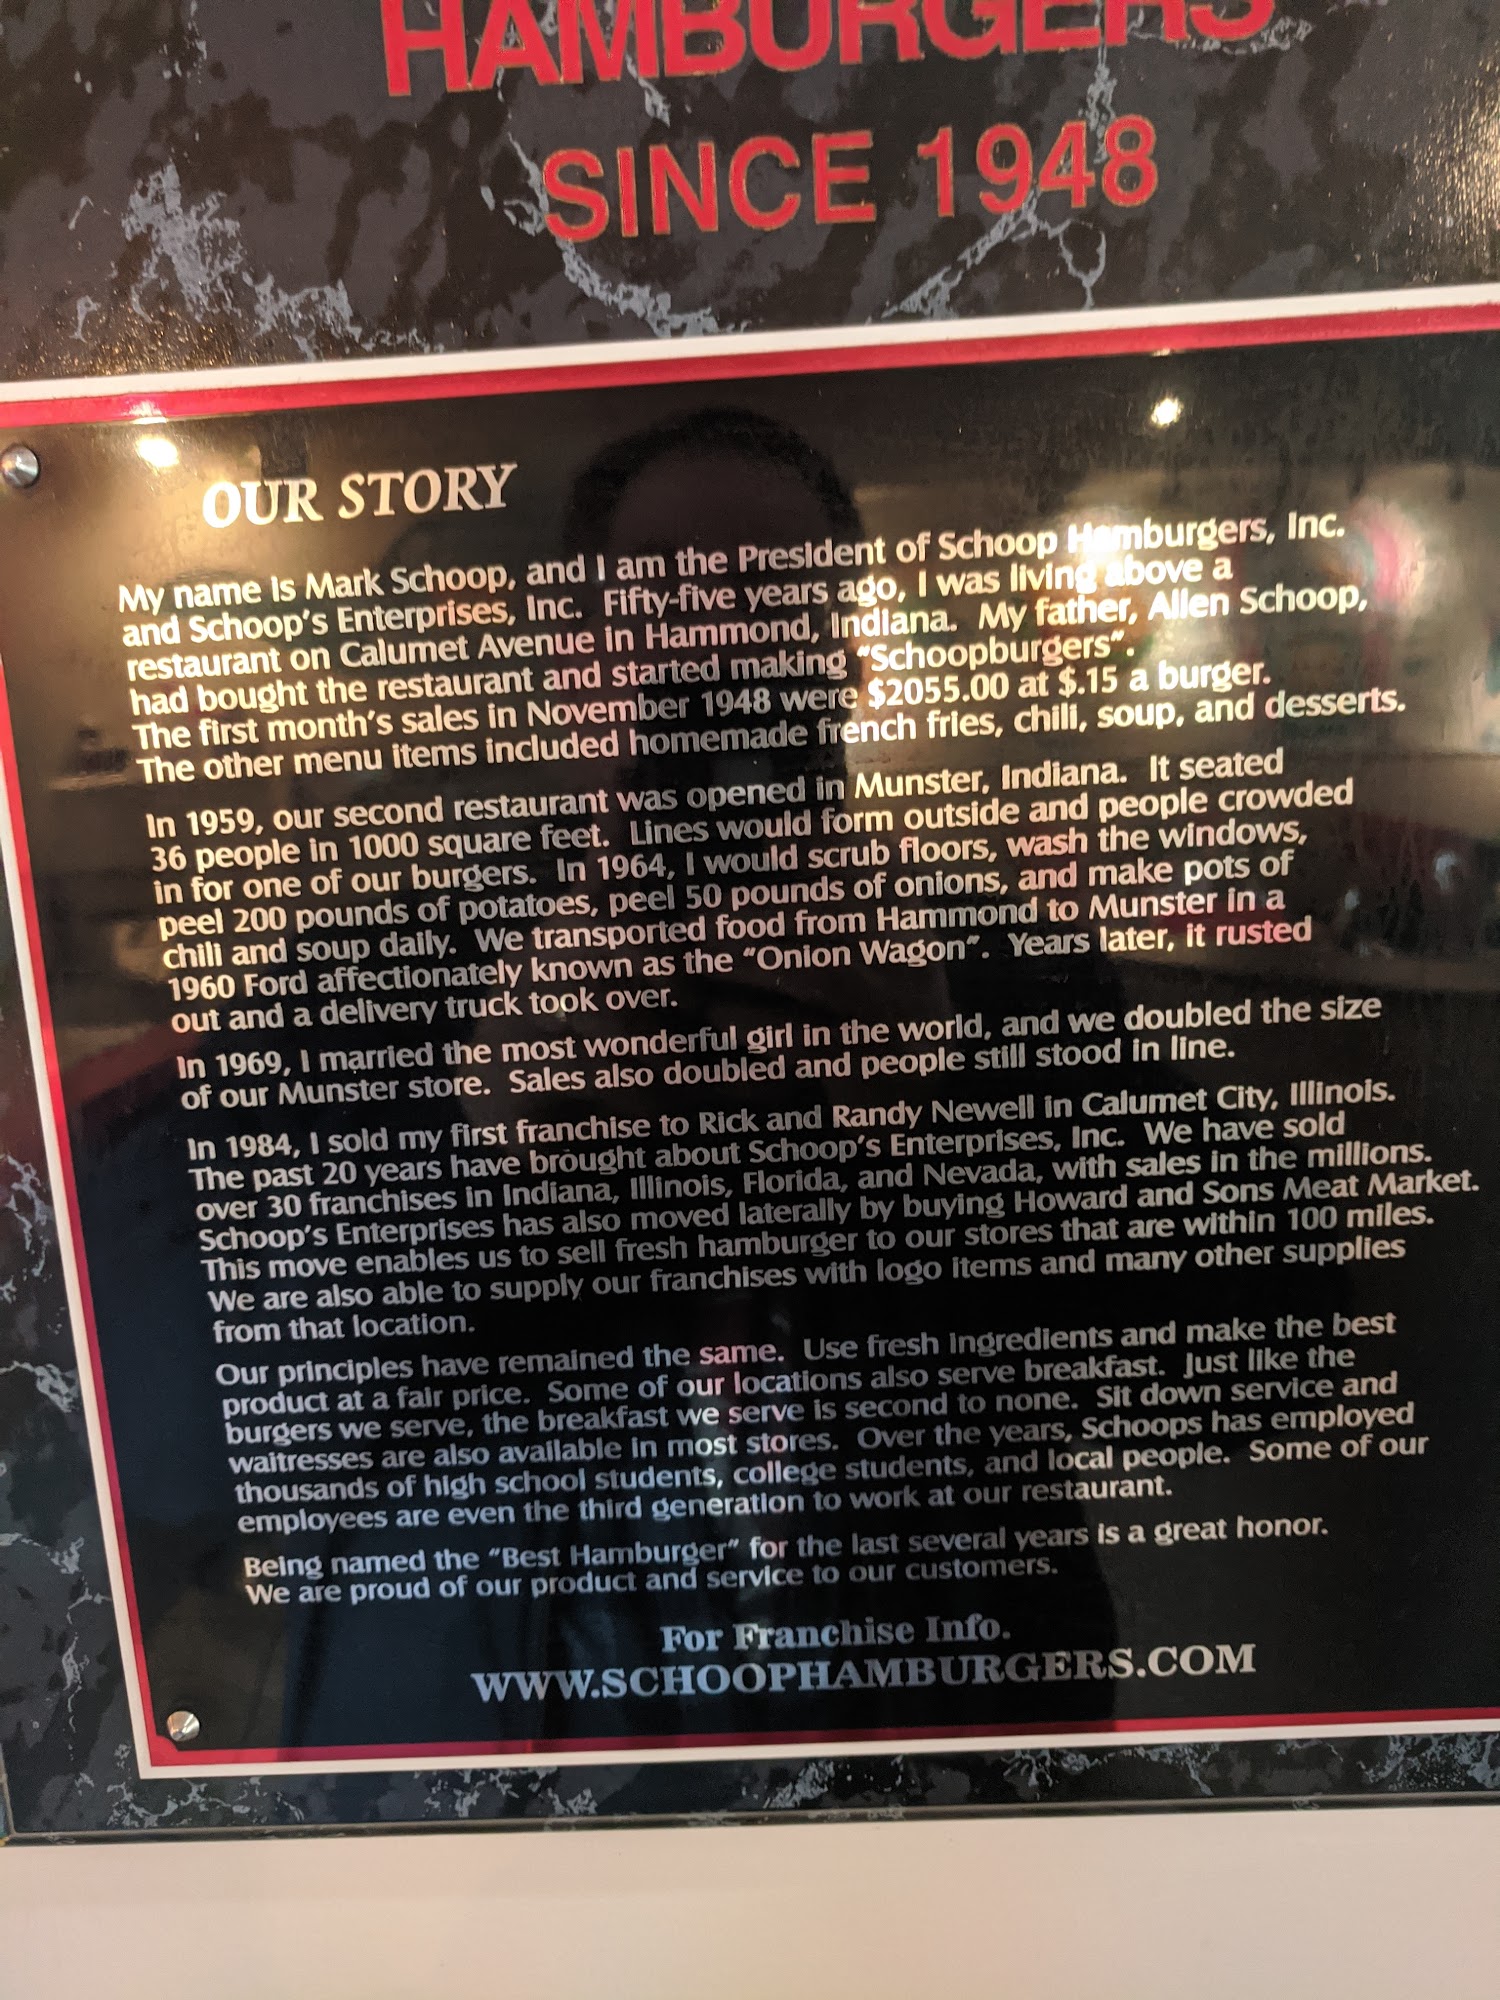 HAMBURGERS
SINCE 1948
OUR STORY
My name is Mark Schoop, and I am the President of Schoop Hamburgers, Inc.
and Schoop's Enterprises, Inc. Fifty-five years ago, I was living above a
restaurant on Calumet Avenue in Hammond, Indiana. My father, Allen Schoop,
had bought the restaurant and started making "Schoopburgers".
The first month's sales in November 1948 were $2055.00 at $.15 a burger.
The other menu items included homemade french fries, chili, soup, and desserts.
In 1959, our second restaurant was opened in Munster, Indiana. It seated
36 people in 1000 square feet. Lines would form outside and people crowded
in for one of our burgers. In 1964, I would scrub floors, wash the windows,
peel 200 pounds of potatoes, peel 50 pounds of onions, and make pots of
chili and soup daily. We transported food from Hammond to Munster in a
1960 Ford affectionately known as the "Onion Wagon". Years later, it rusted
out and a delivery truck took over.
In 1969, I married the most wonderful girl in the world, and we doubled the size
of our Munster store. Sales also doubled and people still stood in line.
In 1984, I sold my first franchise to Rick and Randy Newell in Calumet City, Illinois.
The past 20 years have brought about Schoop's Enterprises, Inc. We have sold
over 30 franchises in Indiana, Illinois, Florida, and Nevada, with sales in the millions.
Schoop's Enterprises has also moved laterally by buying Howard and Sons Meat Market.
This move enables us to sell fresh hamburger to our stores that are within 100 miles.
We are also able to supply our franchises with logo items and many other supplies
from that location.
Our principles have remained the same. Use fresh ingredients and make the best
product at a fair price. Some of our locations also serve breakfast. Just like the
burgers we serve, the breakfast we serve is second to none. Sit down service and
waitresses are also available in most stores. Over the years, Schoops has employed
thousands of high school students, college students, and local people. Some of our
employees are even the third generation to work at our restaurant.
Being named the "Best Hamburger" for the last several years is a great honor.
We are proud of our product and service to our customers.
For Franchise Info.
WWW.SCHOOPHAMBURGERS.COM